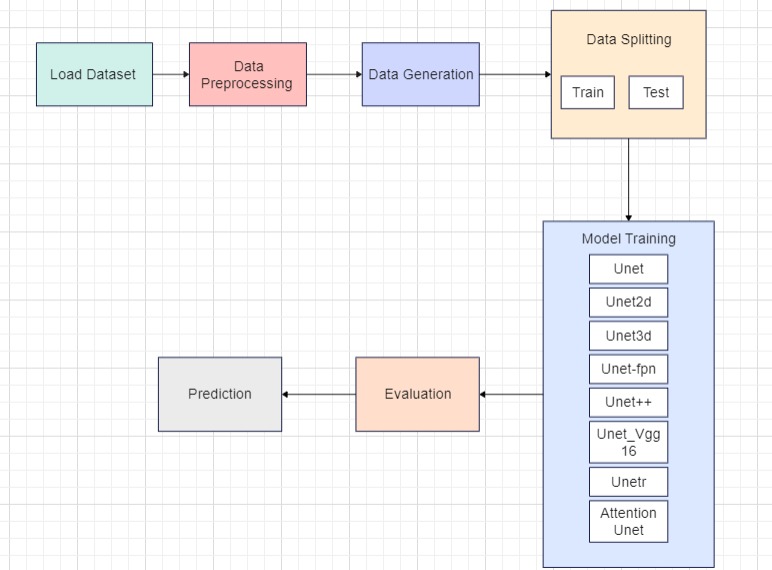 Load Dataset
Data
Preprocessing
Data Generation
Data Splitting
Train
Test
Model Training
Unet
Unet2d
Unet3d
Unet-fpn
Unet++
Unet_Vgg
16
Unetr
Attention
Unet
Evaluation
Prediction